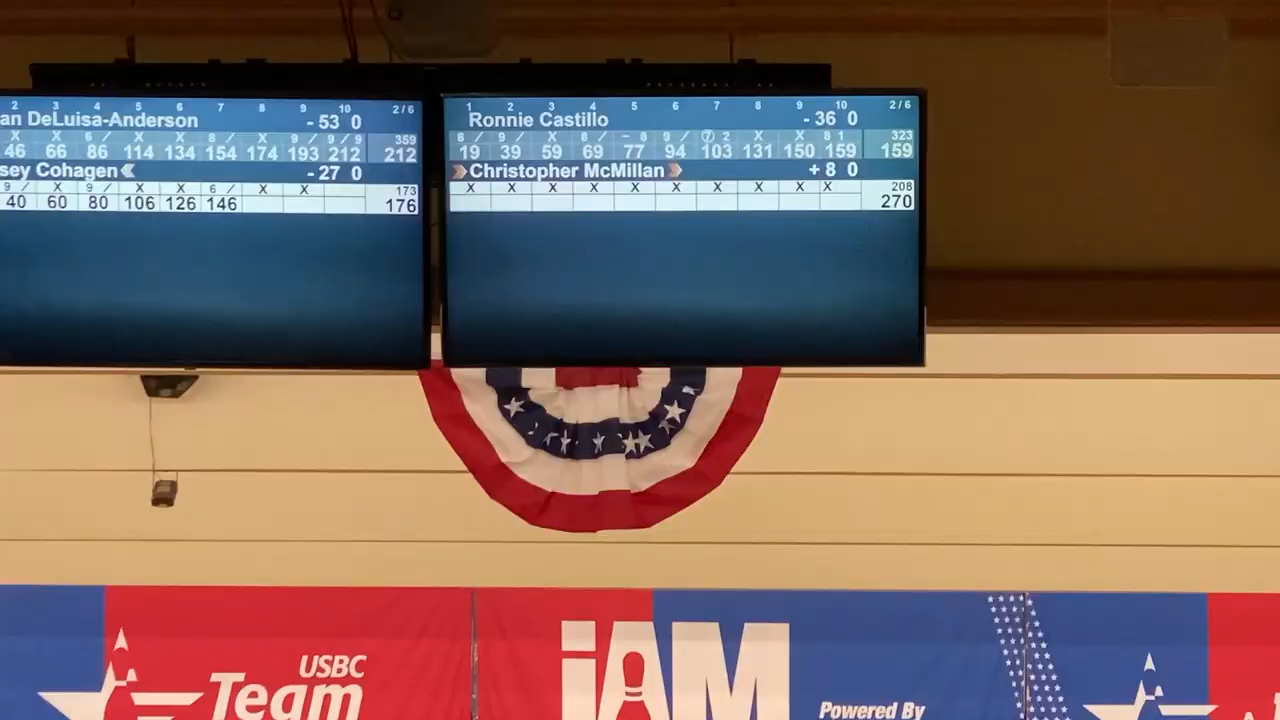 2 3 4 5 6 7 8 9 10 2/6
an DeLuisa-Anderson - 53 0
X X 6 / X X 8 / X 9 / 9 / 9 359
46 66 86 114 134 154 174 193 212 212
sey Cohagen - 27 0
9 / X 9 / X X 6 / X X 173
40 60 80 106 126 146 176
1 2 3 4 5 6 7 8 9 10 2/6
Ronnie Castillo - 36 0
8 / 9 / X 8 / - 8 9 / 7 2 X X 8 1 323
19 39 59 69 77 94 103 131 150 159 159
Christopher McMillan + 8 0
X X X X X X X X X X 208
270
USBC
Team
iAM
Powered By